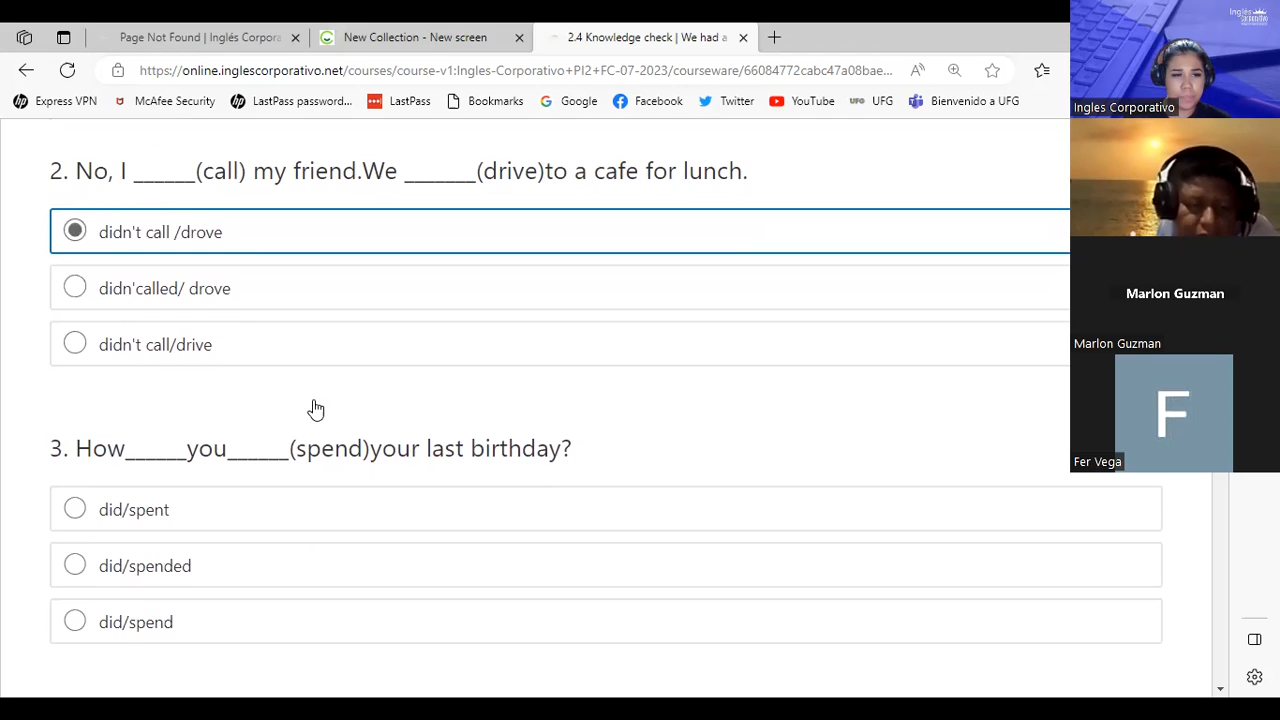 Page Not Found | Inglés Corpora
New Collection - New screen
2.4 Knowledge check | We had a
https://online.inglescorporativo.net/courses/course-v1:Ingles-Corporativo+PI2+FC-07-2023/courseware/66084772cabc47a08bae...
Express VPN
McAfee Security
LastPass password...
LastPass
Bookmarks
Google
Facebook
Twitter
YouTube
UFG
Bienvenido a UFG
2. No, I ______(call) my friend.We _______(drive)to a cafe for lunch.
didn't call /drove
didn'called/ drove
didn't call/drive
3. How______you______(spend)your last birthday?
did/spent
did/spended
did/spend
Inglés
corporativo
Ingles Corporativo
Marlon Guzman
Marlon Guzman
F
Fer Vega